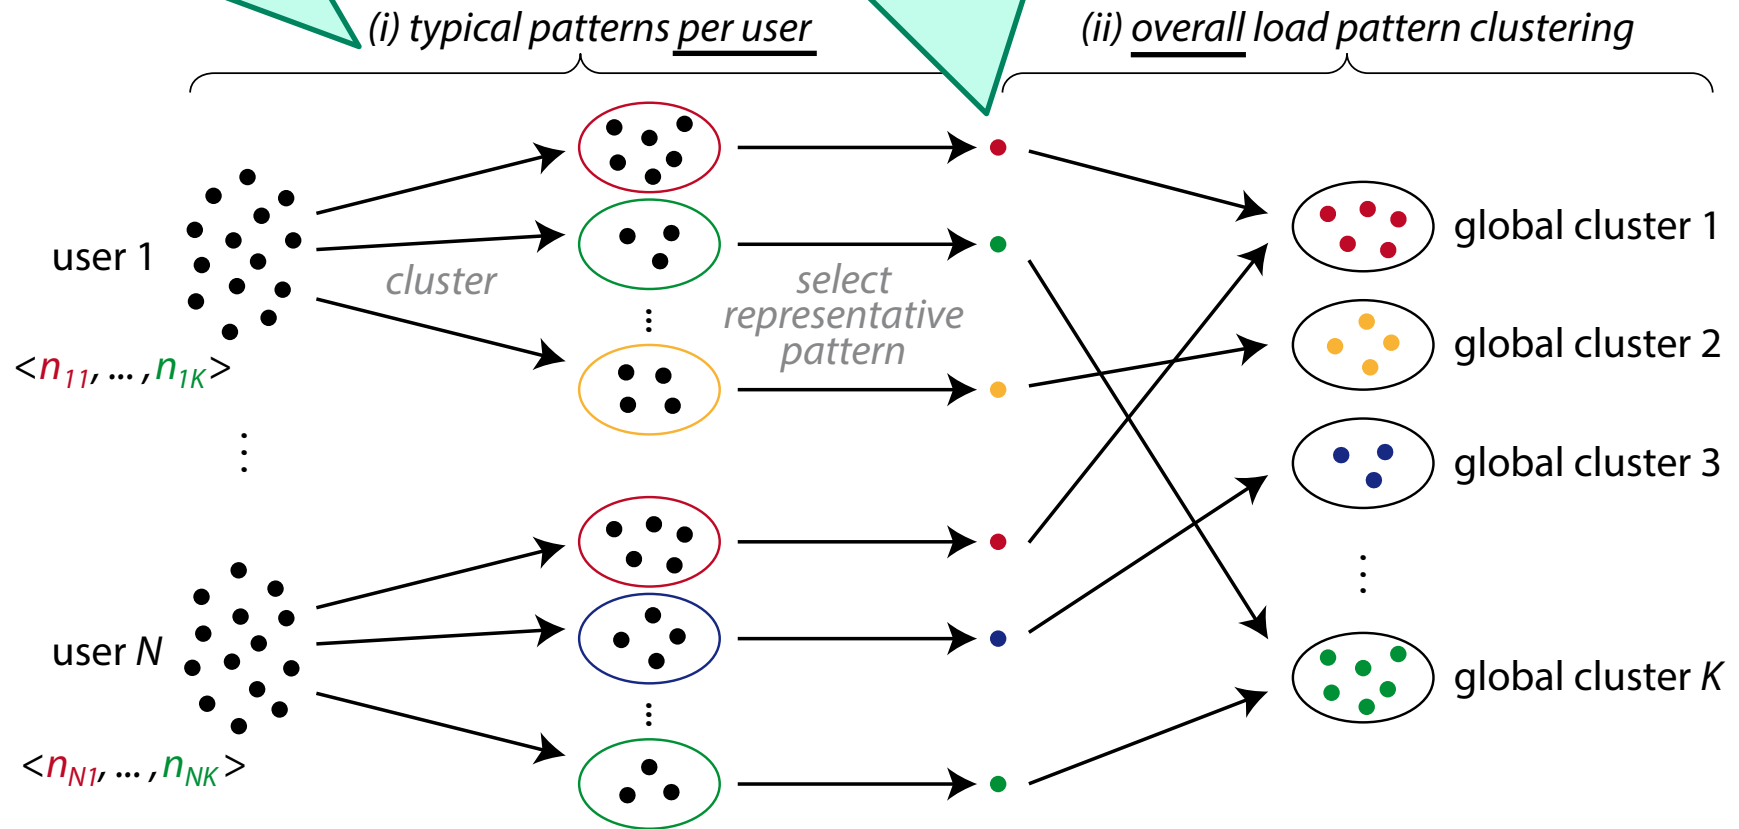 (i) typical patterns per user
(ii) overall load pattern clustering
user 1
cluster
select
representative
pattern
<n11, ... , n1K>
global cluster 1
global cluster 2
global cluster 3
user N
<nN1, ... , nNK>
global cluster K